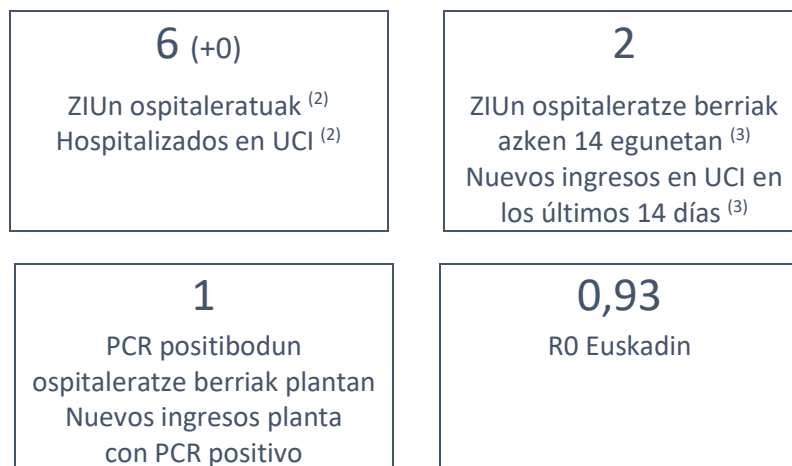 6 (+0)
ZIUn ospitaleratuak (2)
Hospitalizados en UCI (2)
2
ZIUn ospitaleratze berriak
azken 14 egunetan (3)
Nuevos ingresos en UCI en
los últimos 14 días (3)
1
PCR positibodun
ospitaleratze berriak plantan
Nuevos ingresos planta
con PCR positivo
0,93
R0 Euskadin